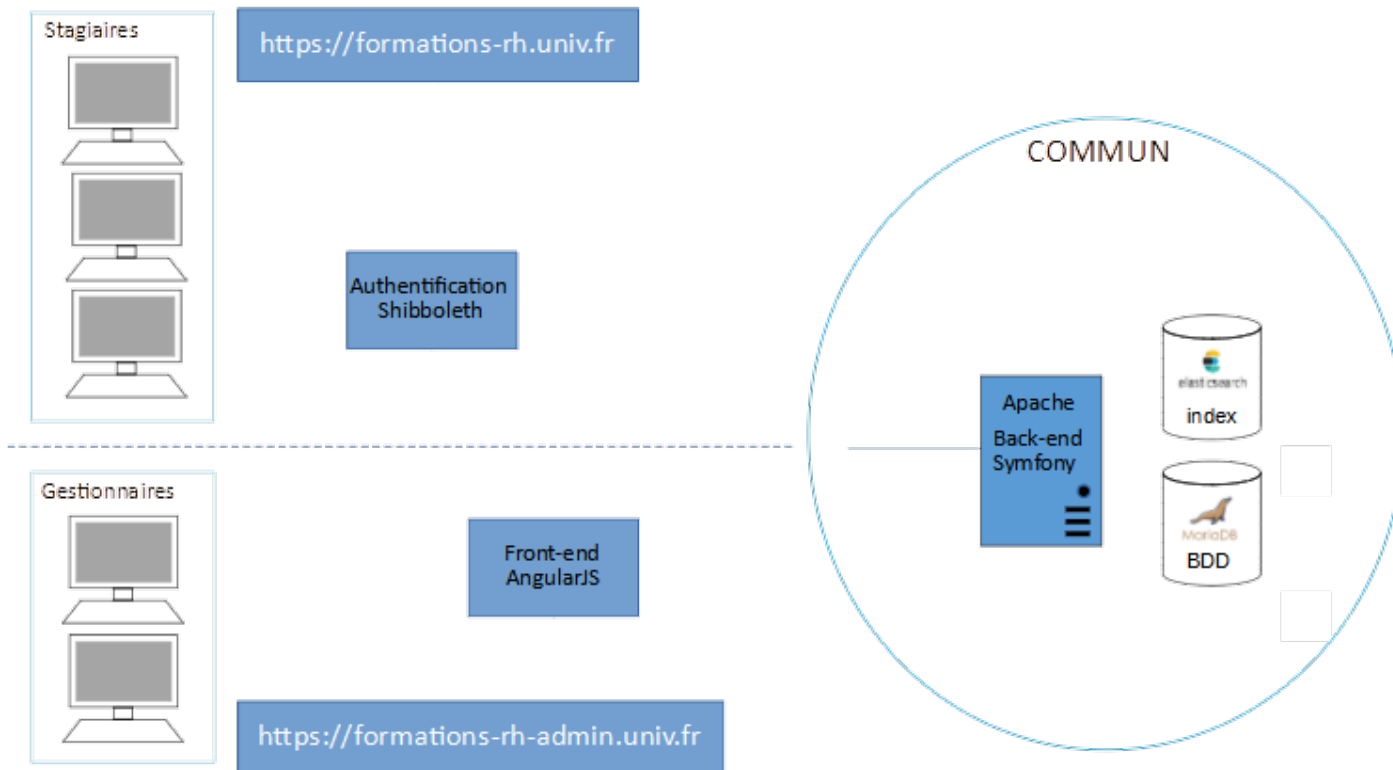 Stagiaires
https://formations-rh.univ.fr
COMMUN
Authentification
Shibboleth
elasticsearch
index
Apache
Back-end
Symfony
Gestionnaires
MariaDB
BDD
Front-end
AngularJS
https://formations-rh-admin.univ.fr